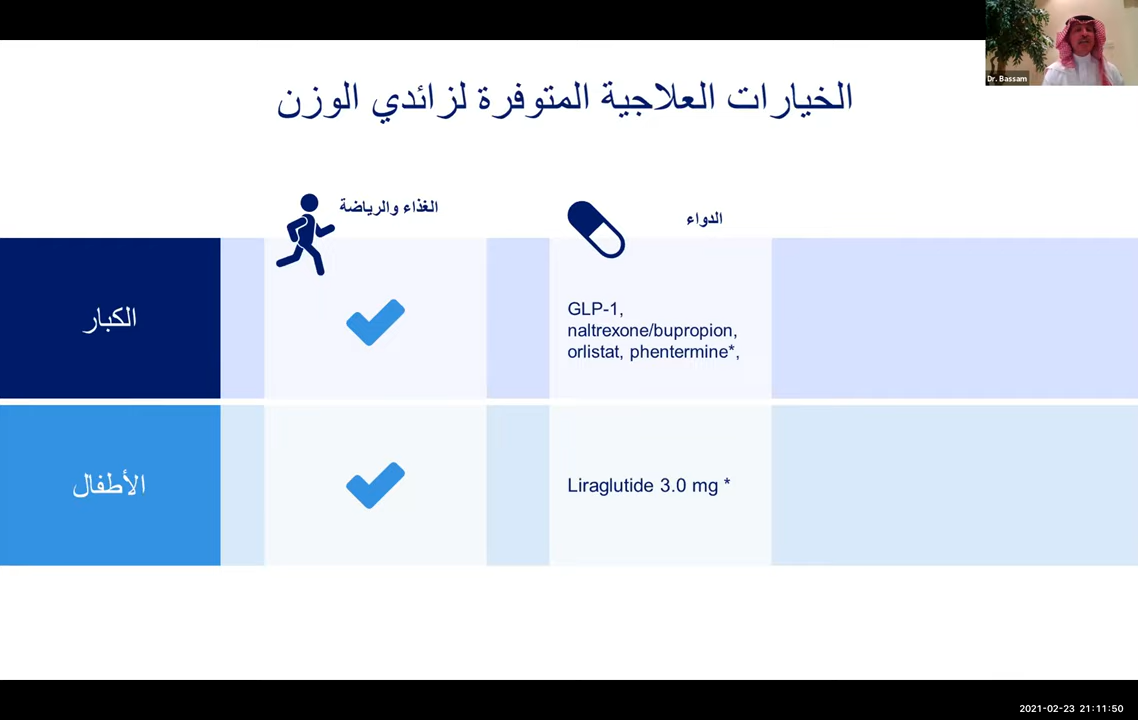 Dr. Bassam
الخيارات العلاجية المتوفرة لزائدي الوزن
الغذاء والرياضة
الدواء
الكبار
GLP-1,
naltrexone/bupropion,
orlistat, phentermine*,
الأطفال
Liraglutide 3.0 mg *
2021-02-23 21:11:50